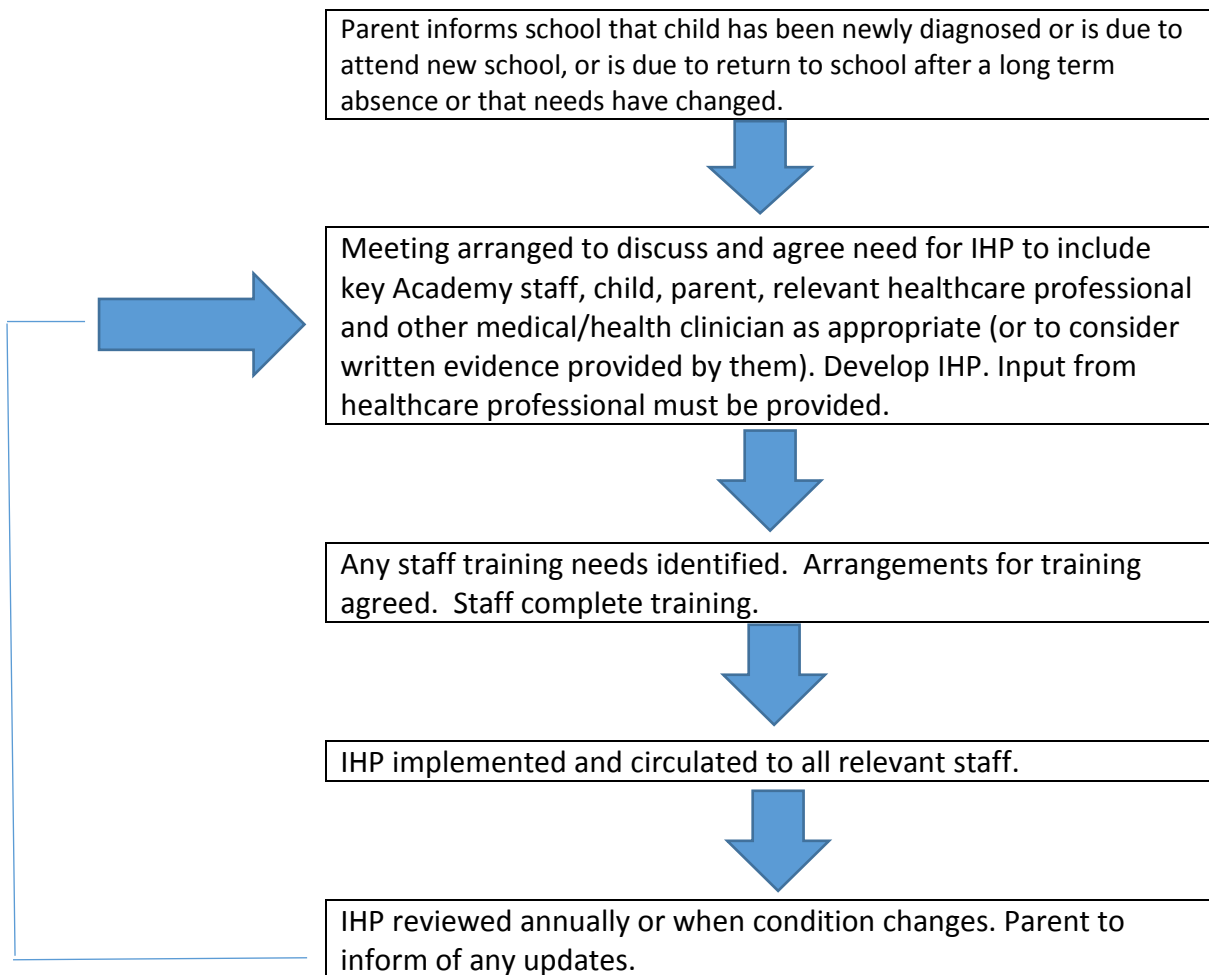 Parent informs school that child has been newly diagnosed or is due to
attend new school, or is due to return to school after a long term
absence or that needs have changed.
Meeting arranged to discuss and agree need for IHP to include
key Academy staff, child, parent, relevant healthcare professional
and other medical/health clinician as appropriate (or to consider
written evidence provided by them). Develop IHP. Input from
healthcare professional must be provided.
Any staff training needs identified.  Arrangements for training
agreed.  Staff complete training.
IHP implemented and circulated to all relevant staff.
IHP reviewed annually or when condition changes. Parent to
inform of any updates.